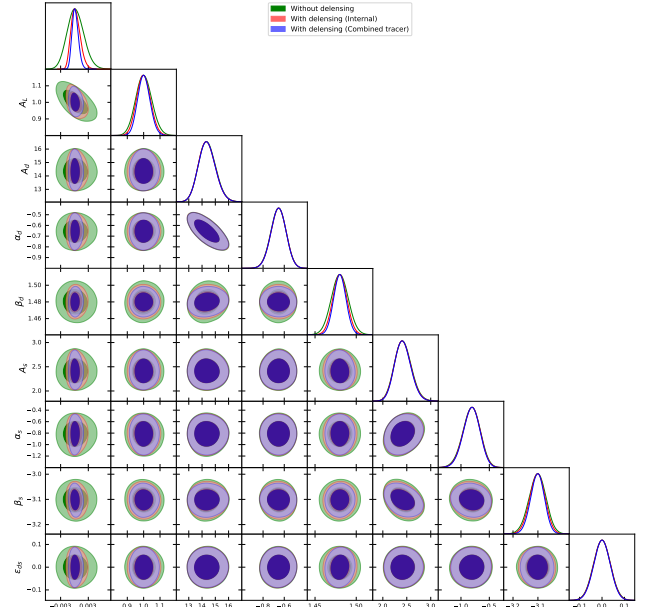 Without delensing
With delensing (Internal)
With delensing (Combined tracer)
1.1
1.0
0.9
A_L
16
15
14
13
A_d
−0.5
−0.6
−0.7
−0.8
α_d
1.50
1.48
1.46
β_d
3.0
2.5
2.0
A_s
−0.4
−0.6
−0.8
−1.0
−1.2
α_s
−3.0
−3.1
−3.2
β_s
0.1
0.0
−0.1
ε_ds
−0.003 0.003 0.9 1.0 1.1 13 14 15 16 −0.8 −0.6 1.45 1.50 2.0 2.5 3.0 −1.0 −0.5 −3.2 −3.1 −0.1 0.0 0.1